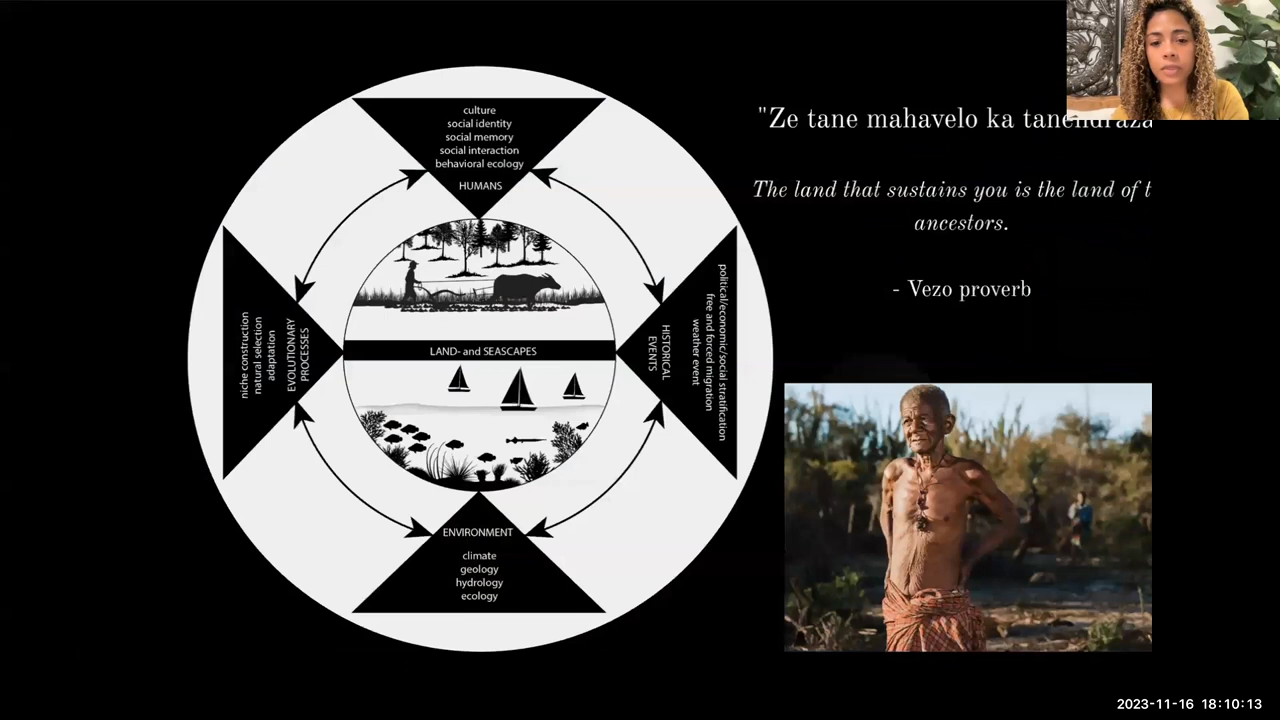 culture
social identity
social memory
social interaction
behavioral ecology
HUMANS
niche construction
natural selection
adaptation
EVOLUTIONARY
PROCESSES
LAND- and SEASCAPES
HISTORICAL
EVENTS
political/economic/social stratification
free and forced migration
weather event
ENVIRONMENT
climate
geology
hydrology
ecology
"Ze tane mahavelo ka
The land that sustains you is the land of t
ancestors.
- Vezo proverb
2023-11-16 18:10:13